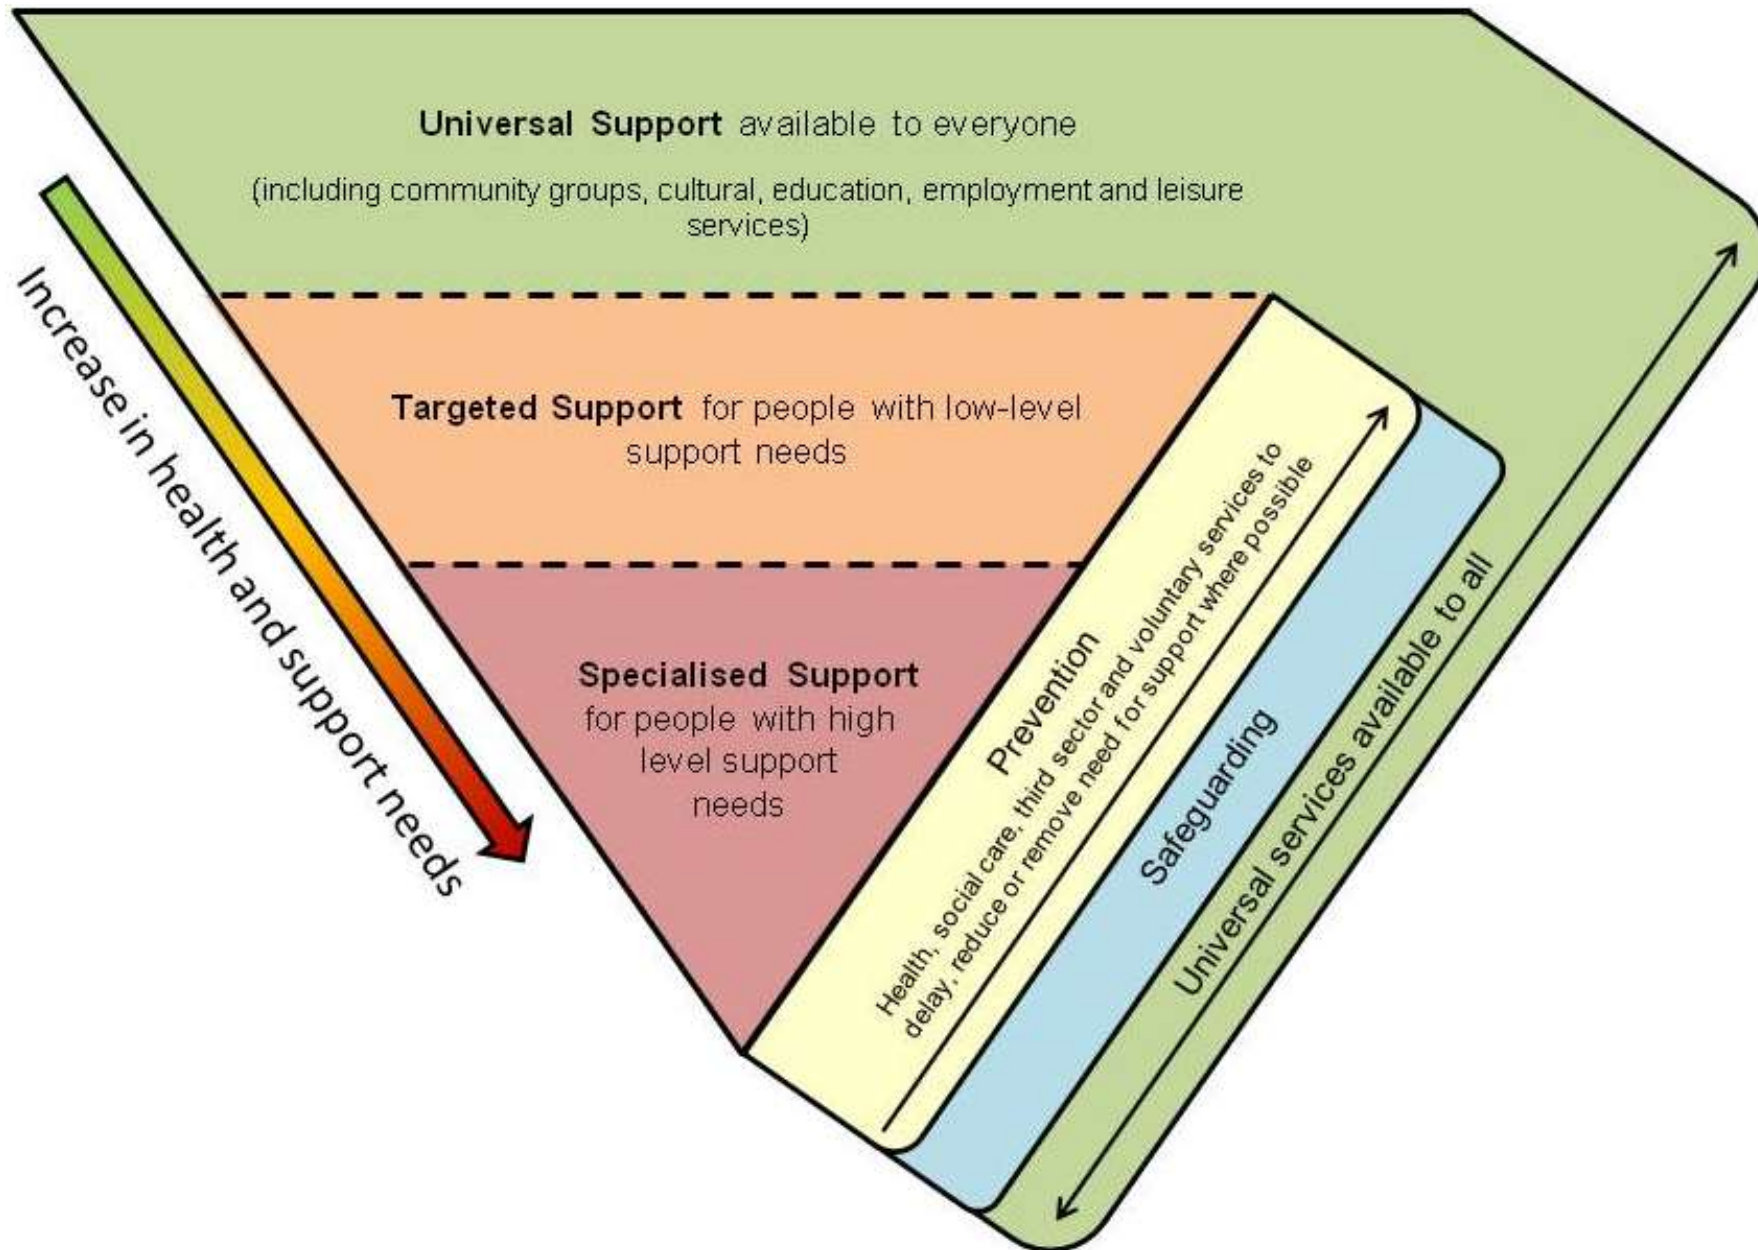 Universal Support available to everyone
(including community groups, cultural, education, employment and leisure
services)
Increase in health and support needs
Targeted Support for people with low-level
support needs
Specialised Support
for people with high
level support
needs
Prevention
Health, social care, third sector and voluntary services to
delay, reduce or remove need for support where possible
Safeguarding
Universal services available to all